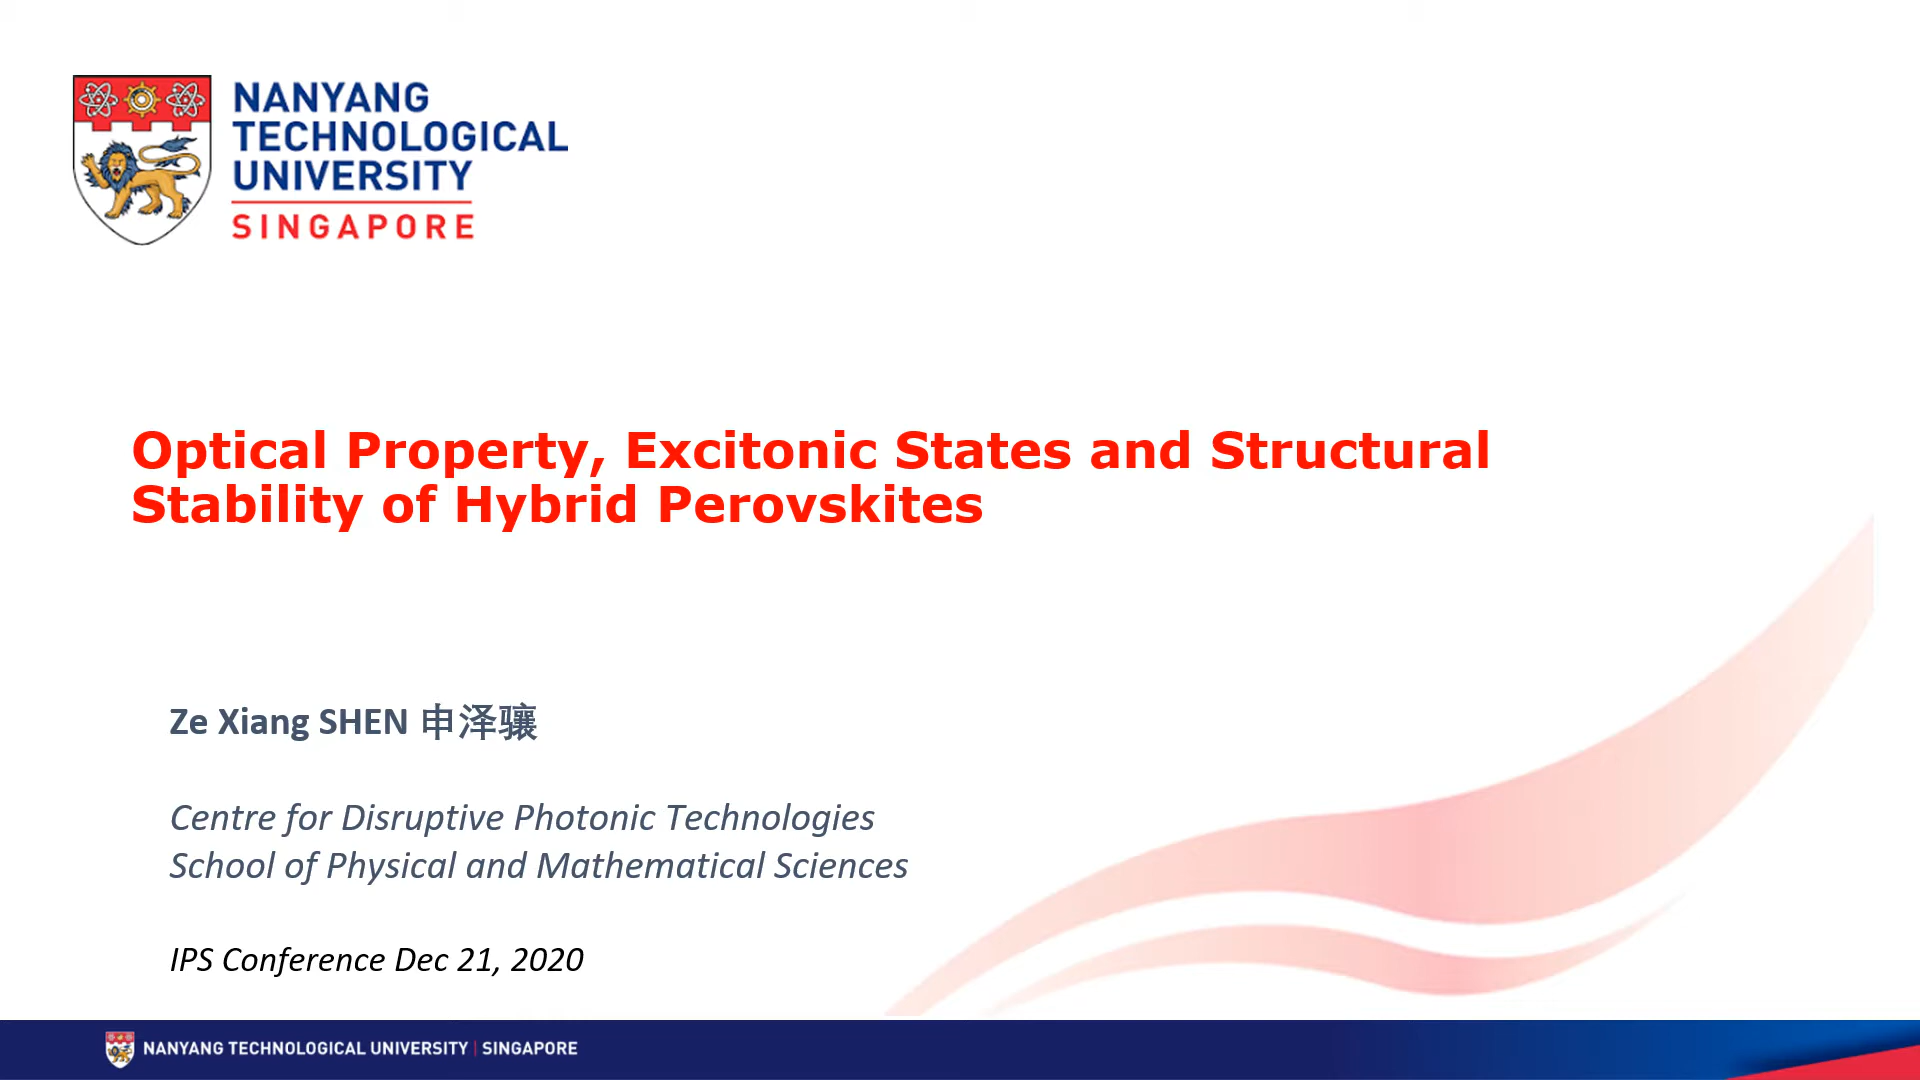 NANYANG
TECHNOLOGICAL
UNIVERSITY
SINGAPORE
Optical Property, Excitonic States and Structural
Stability of Hybrid Perovskites
Ze Xiang SHEN 申泽骧
Centre for Disruptive Photonic Technologies
School of Physical and Mathematical Sciences
IPS Conference Dec 21, 2020
NANYANG TECHNOLOGICAL UNIVERSITY | SINGAPORE